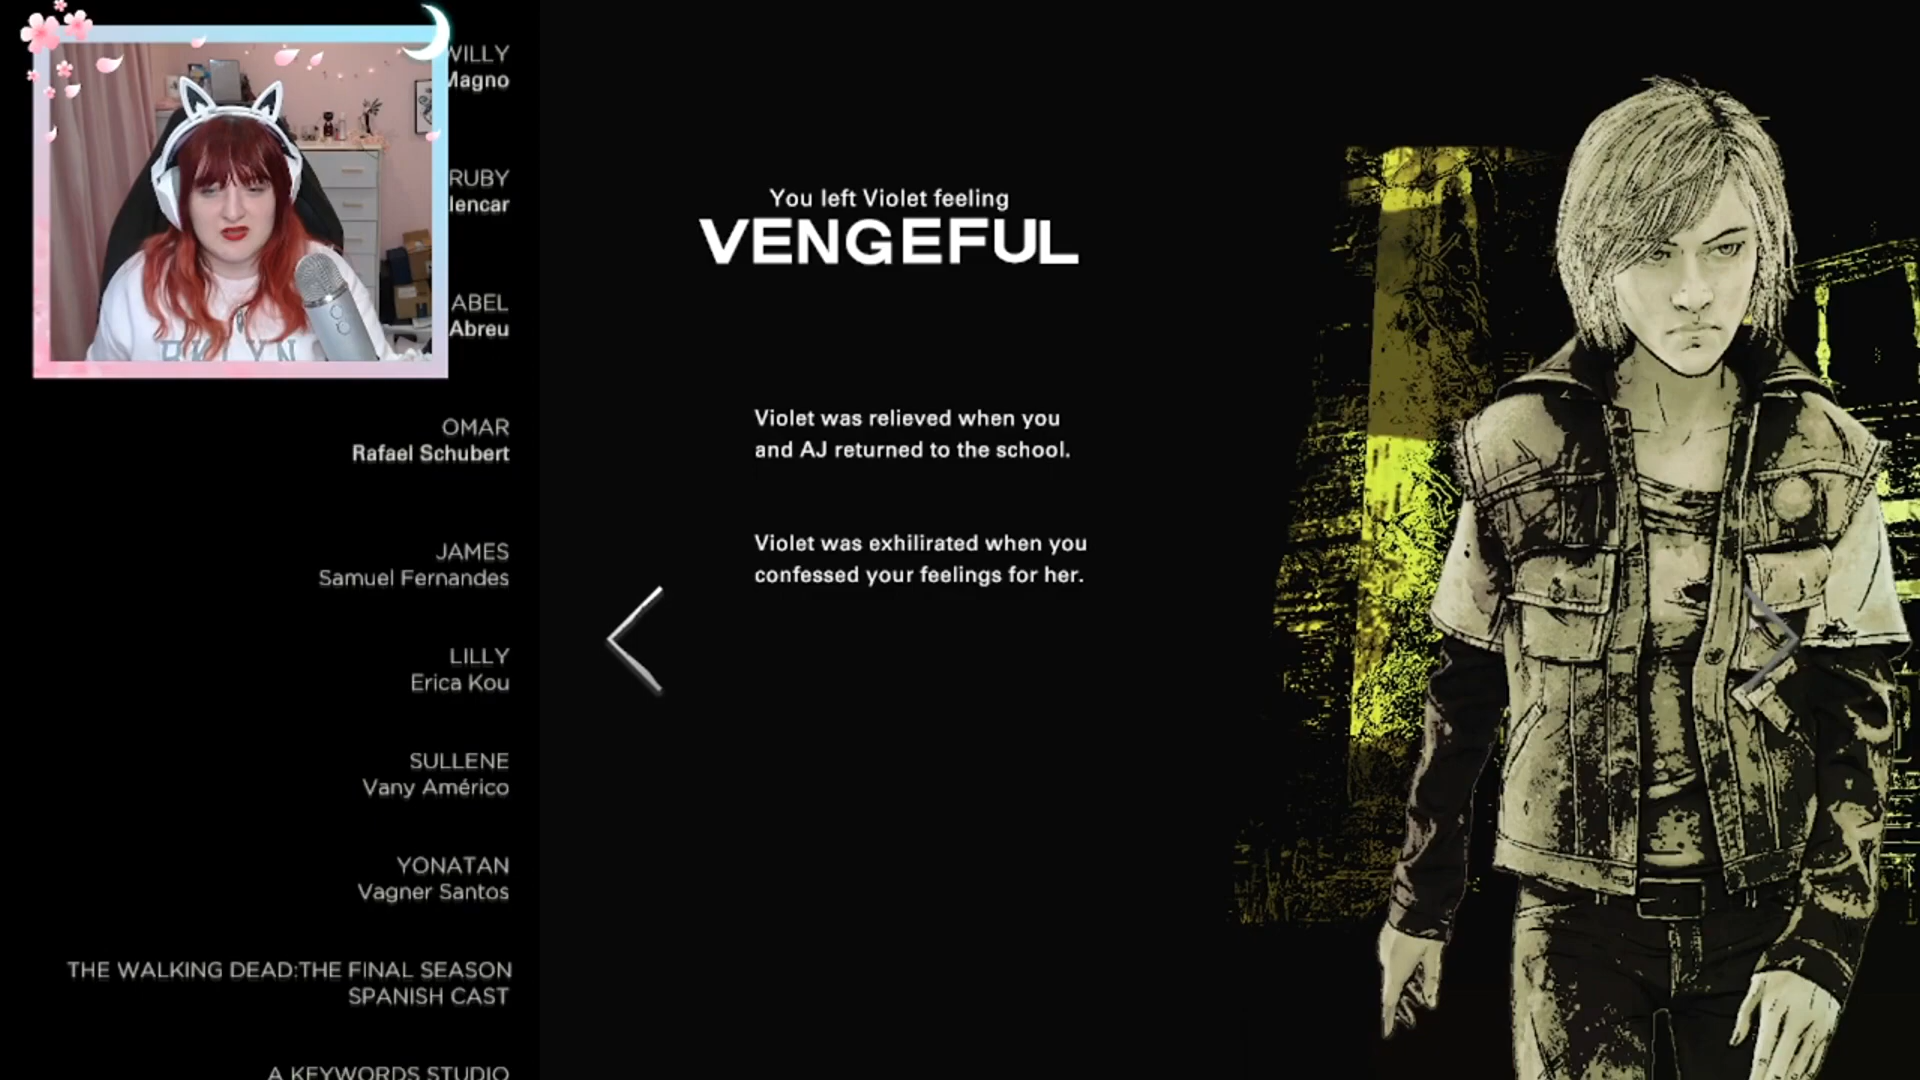 WILLY
Magno
RUBY
lencar
ABEL
Abreu
OMAR
Rafael Schubert
JAMES
Samuel Fernandes
LILLY
Erica Kou
SULLENE
Vany Américo
YONATAN
Vagner Santos
THE WALKING DEAD:THE FINAL SEASON
SPANISH CAST
A KEYWORDS STUDIO
You left Violet feeling
VENGEFUL
Violet was relieved when you
and AJ returned to the school.
Violet was exhilirated when you
confessed your feelings for her.